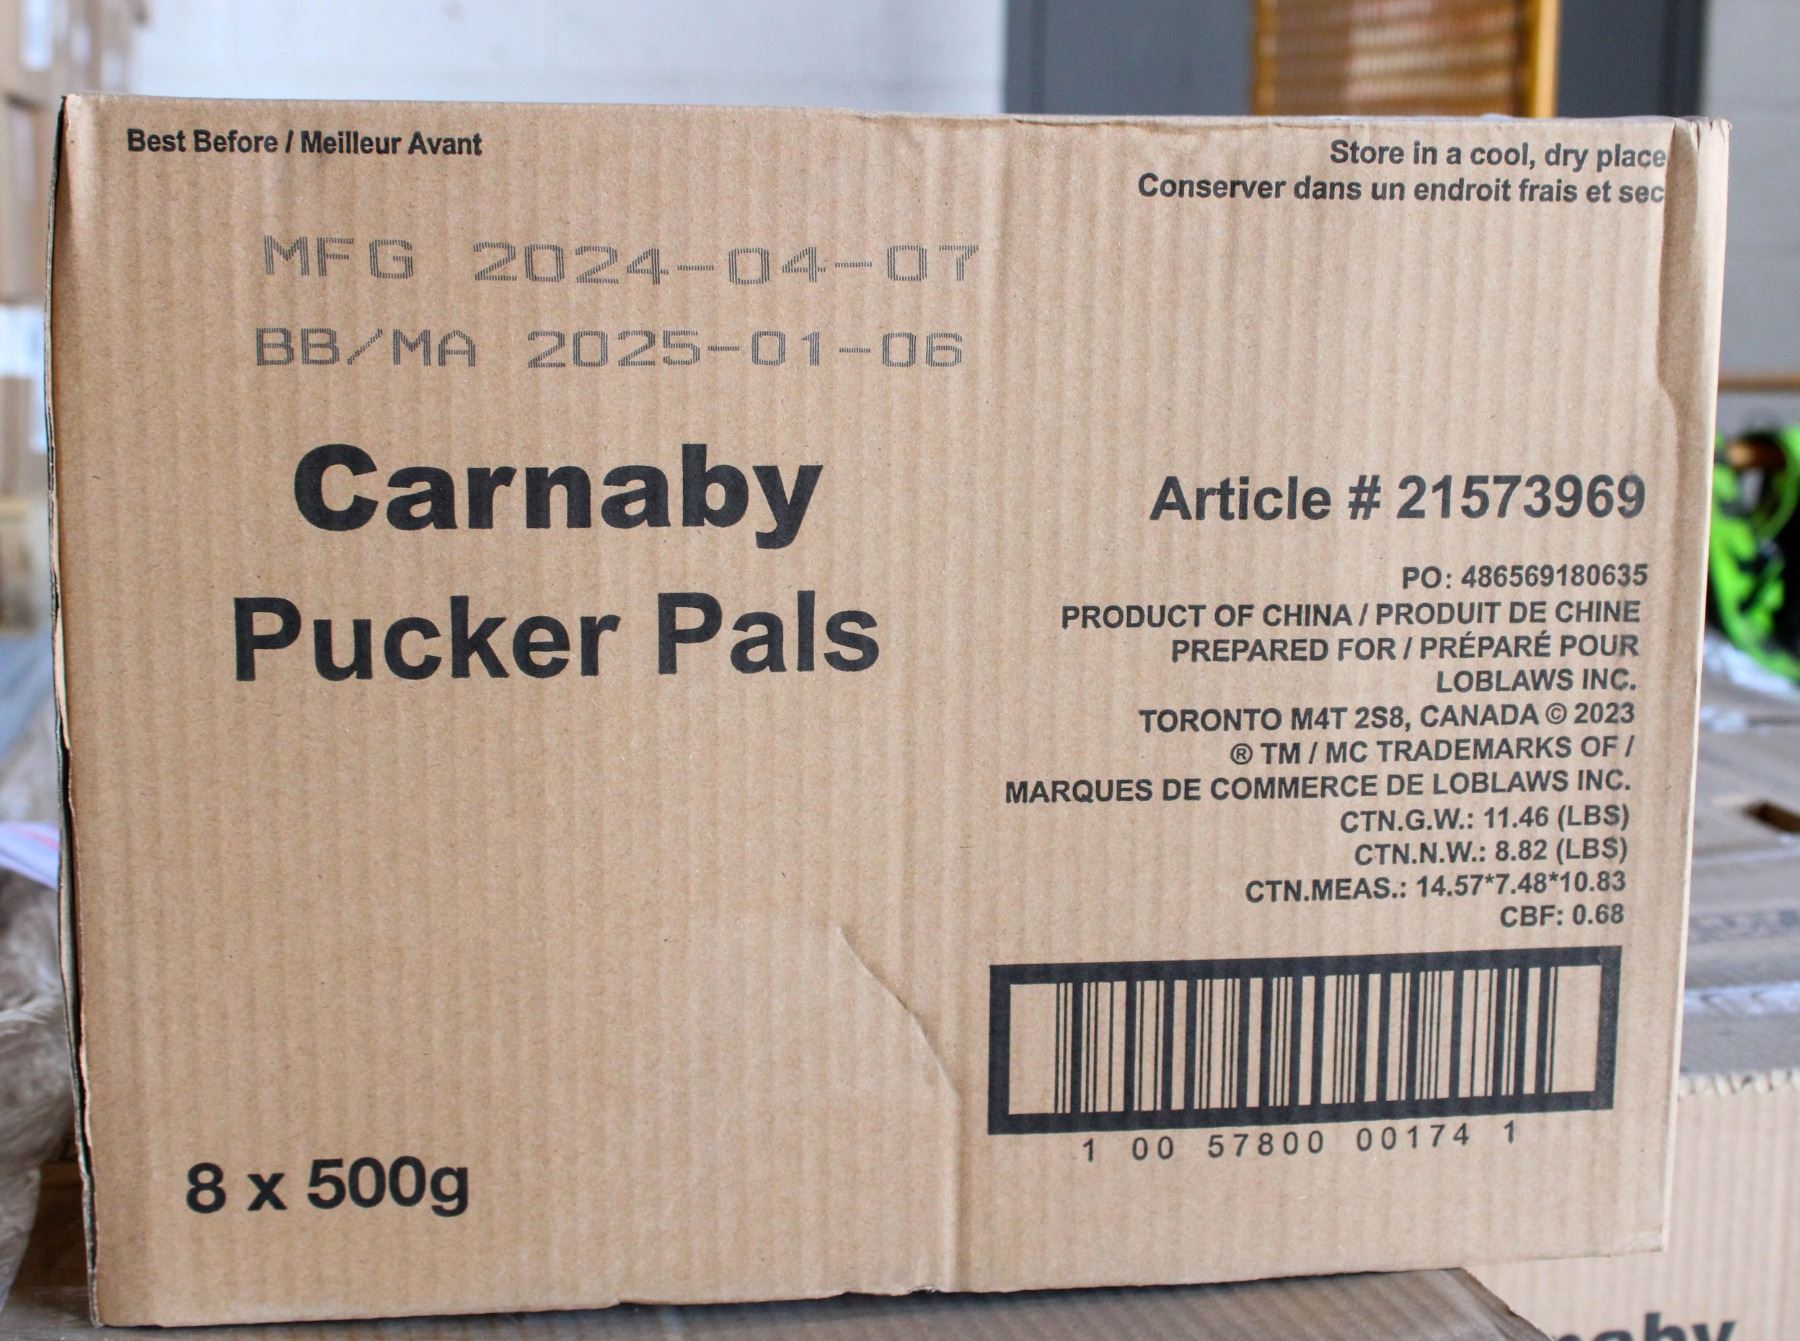 Best Before / Meilleur Avant
Store in a cool, dry place
Conserver dans un endroit frais et sec
MFG 2024-04-07
BB/MA 2025-01-06
Carnaby
Pucker Pals
Article # 21573969
PO: 486569180635
PRODUCT OF CHINA / PRODUIT DE CHINE
PREPARED FOR / PRÉPARÉ POUR
LOBLAWS INC.
TORONTO M4T 2S8, CANADA © 2023
® TM / MC TRADEMARKS OF /
MARQUES DE COMMERCE DE LOBLAWS INC.
CTN.G.W.: 11.46 (LBS)
CTN.N.W.: 8.82 (LBS)
CTN.MEAS.: 14.57*7.48*10.83
CBF: 0.68
1 00 57800 00174 1
8 x 500g